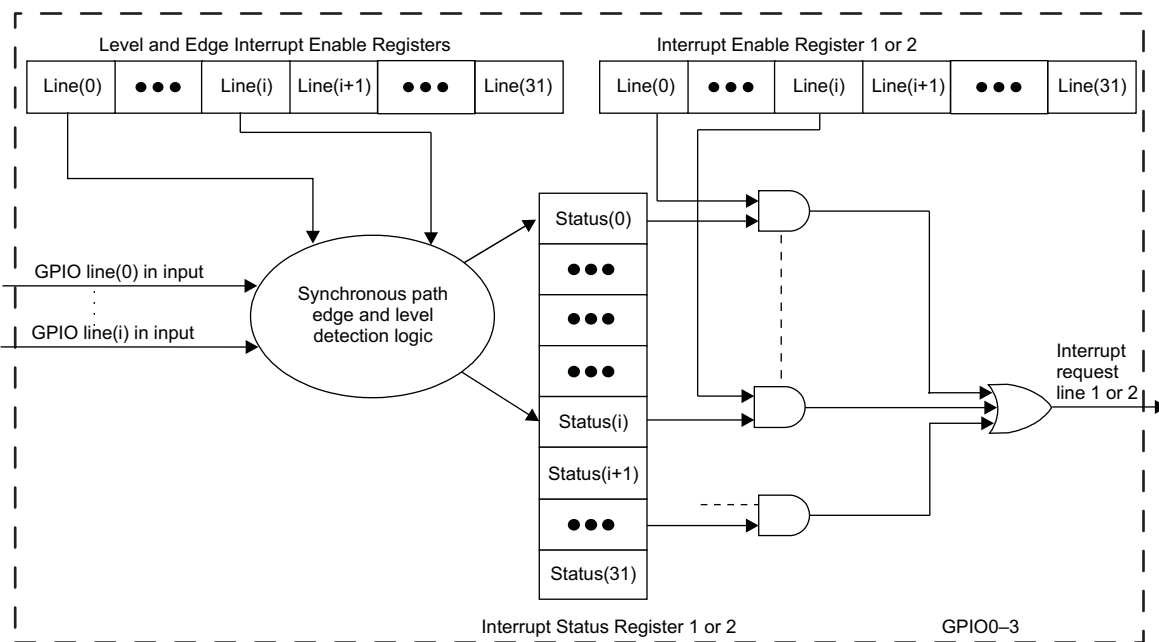 Level and Edge Interrupt Enable Registers
Interrupt Enable Register 1 or 2
Line(0) ●●● Line(i) Line(i+1) ●●● Line(31)
Line(0) ●●● Line(i) Line(i+1) ●●● Line(31)
GPIO line(0) in input
GPIO line(i) in input
Synchronous path
edge and level
detection logic
Status(0)
●●●
●●●
●●●
Status(i)
Status(i+1)
●●●
Status(31)
Interrupt
request
line 1 or 2
Interrupt Status Register 1 or 2
GPIO0–3